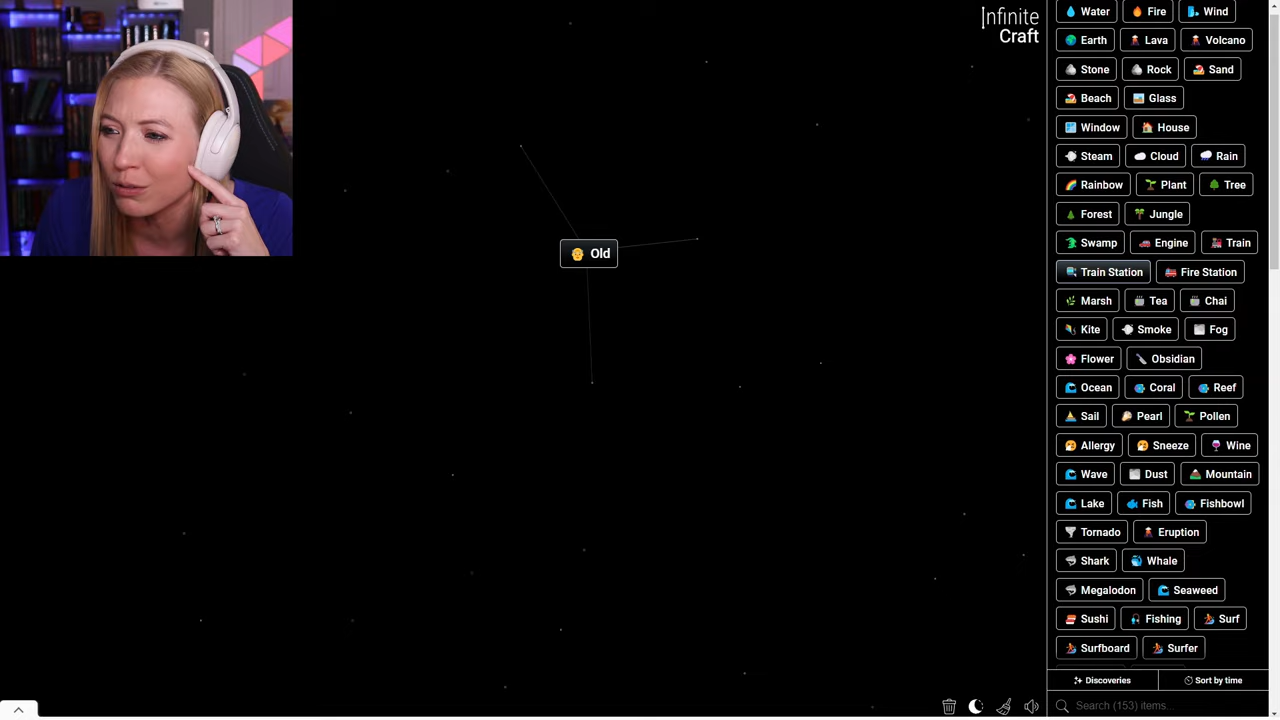 Infinite
Craft
Old
Water Fire Wind
Earth Lava Volcano
Stone Rock Sand
Beach Glass
Window House
Steam Cloud Rain
Rainbow Plant Tree
Forest Jungle
Swamp Engine Train
Train Station Fire Station
Marsh Tea Chai
Kite Smoke Fog
Flower Obsidian
Ocean Coral Reef
Sail Pearl Pollen
Allergy Sneeze Wine
Wave Dust Mountain
Lake Fish Fishbowl
Tornado Eruption
Shark Whale
Megalodon Seaweed
Sushi Fishing Surf
Surfboard Surfer
Discoveries Sort by time
Search (153) items...